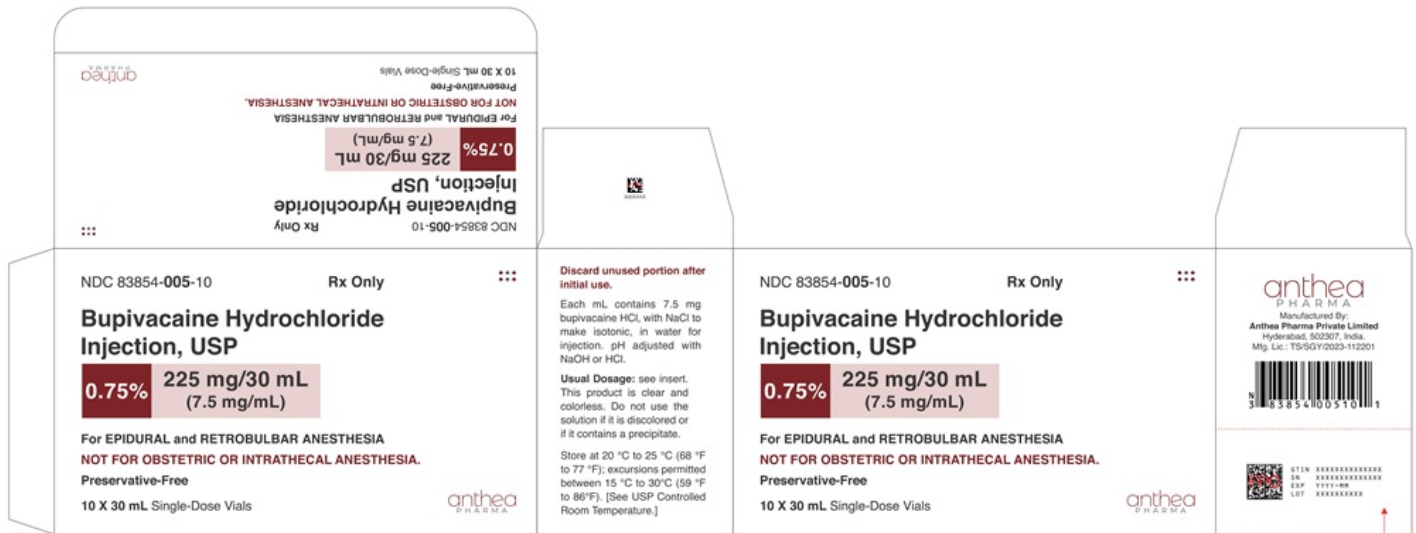 anthea
PHARMA
10 X 30 mL Single-Dose Vials
Preservative-Free
NOT FOR OBSTETRIC OR INTRATHECAL ANESTHESIA.
For EPIDURAL and RETROBULBAR ANESTHESIA
0.75%
225 mg/30 mL
(7.5 mg/mL)
Bupivacaine Hydrochloride
Injection, USP
NDC 83854-005-10 Rx Only
NDC 83854-005-10 Rx Only
Bupivacaine Hydrochloride
Injection, USP
0.75%
225 mg/30 mL
(7.5 mg/mL)
For EPIDURAL and RETROBULBAR ANESTHESIA
NOT FOR OBSTETRIC OR INTRATHECAL ANESTHESIA.
Preservative-Free
10 X 30 mL Single-Dose Vials
anthea
PHARMA
Discard unused portion after
initial use.
Each mL contains 7.5 mg
bupivacaine HCl, with NaCl to
make isotonic, in water for
injection. pH adjusted with
NaOH or HCl.
Usual Dosage: see insert.
This product is clear and
colorless. Do not use the
solution if it is discolored or
if it contains a precipitate.
Store at 20 °C to 25 °C (68 °F
to 77 °F); excursions permitted
between 15 °C to 30°C (59 °F
to 86°F). [See USP Controlled
Room Temperature.]
NDC 83854-005-10 Rx Only
Bupivacaine Hydrochloride
Injection, USP
0.75%
225 mg/30 mL
(7.5 mg/mL)
For EPIDURAL and RETROBULBAR ANESTHESIA
NOT FOR OBSTETRIC OR INTRATHECAL ANESTHESIA.
Preservative-Free
10 X 30 mL Single-Dose Vials
anthea
PHARMA
anthea
PHARMA
Manufactured By:
Anthea Pharma Private Limited
Hyderabad, 502307, India.
Mfg. Lic.: TS/SGY/2023-112201
N
3 83854 00510 1
GTIN XXXXXXXXXXXXXX
SN XXXXXXXXXXXXXX
EXP YYYY-MM
LOT XXXXXXXXXX